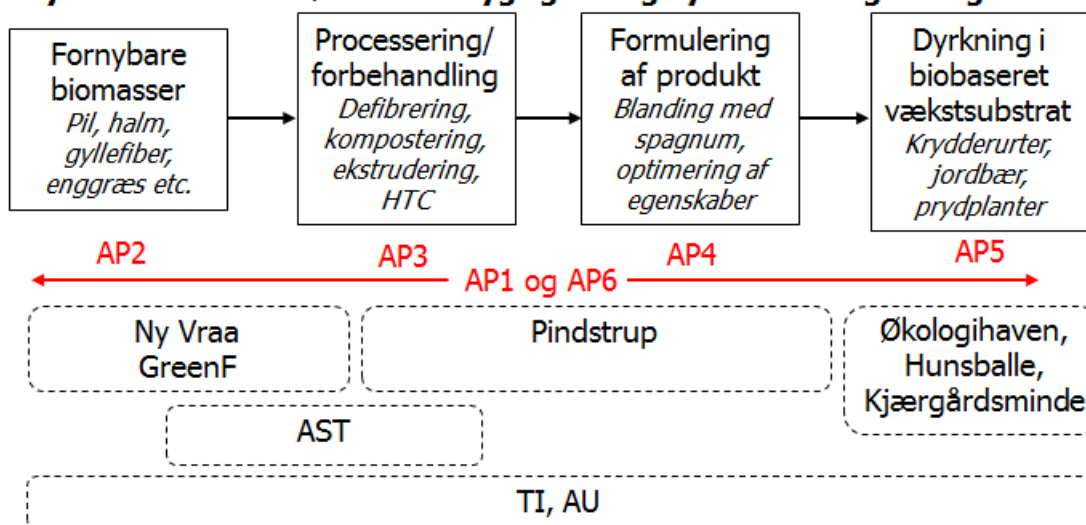 Fornybare
biomasser
Pil, halm,
gyllefiber,
enggræs etc.
Processering/
forbehandling
Defibrering,
kompostering,
ekstrudering,
HTC
Formulering
af produkt
Blanding med
spagnum,
optimering af
egenskaber
Dyrkning i
biobaseret
vækstsubstrat
Krydderurter,
jordbær,
prydplanter
AP2
AP3
AP4
AP5
AP1 og AP6
Ny Vraa
GreenF
Pindstrup
Økologihaven,
Hunsballe,
Kjærgårdsminde
AST
TI, AU